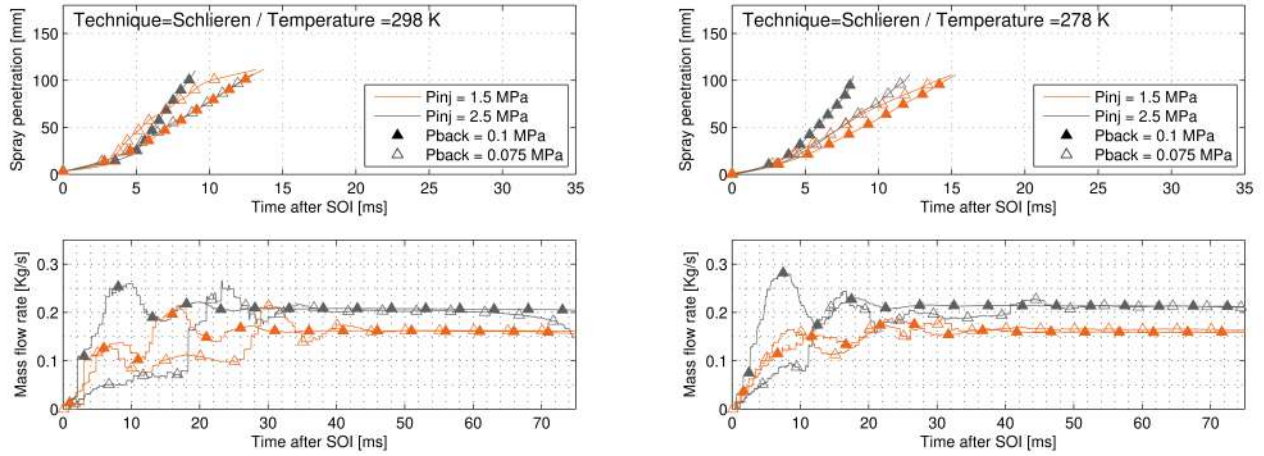 Technique=Schlieren / Temperature =298 K
Spray penetration [mm]
150
100
50
0
Pinj = 1.5 MPa
Pinj = 2.5 MPa
Pback = 0.1 MPa
Pback = 0.075 MPa
0 5 10 15 20 25 30 35
Time after SOI [ms]
Technique=Schlieren / Temperature =278 K
Spray penetration [mm]
150
100
50
0
Pinj = 1.5 MPa
Pinj = 2.5 MPa
Pback = 0.1 MPa
Pback = 0.075 MPa
0 5 10 15 20 25 30 35
Time after SOI [ms]
Mass flow rate [Kg/s]
0.3
0.2
0.1
0
0 10 20 30 40 50 60 70
Time after SOI [ms]
Mass flow rate [Kg/s]
0.3
0.2
0.1
0
0 10 20 30 40 50 60 70
Time after SOI [ms]